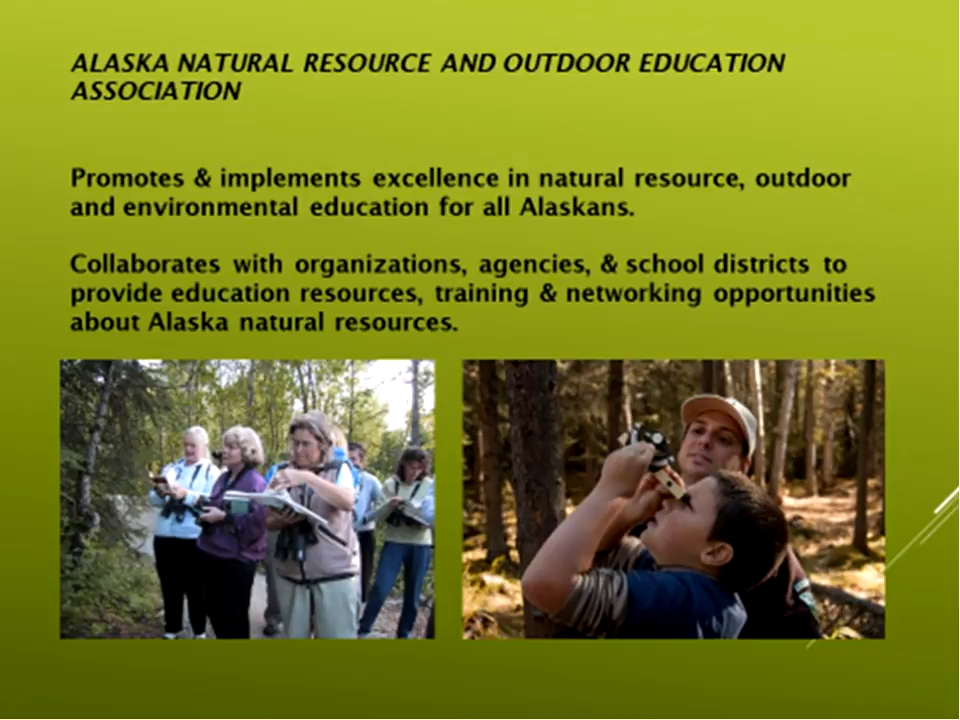 ALASKA NATURAL RESOURCE AND OUTDOOR EDUCATION
ASSOCIATION
Promotes & implements excellence in natural resource, outdoor
and environmental education for all Alaskans.
Collaborates with organizations, agencies, & school districts to
provide education resources, training & networking opportunities
about Alaska natural resources.